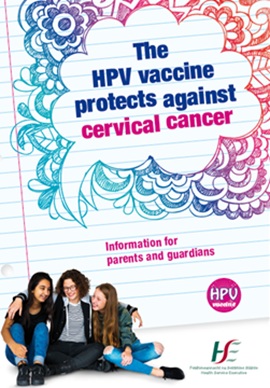 The
HPV vaccine
protects against
cervical cancer
Information for
parents and guardians
HPV
vaccine
Feidhmeannacht na Seirbhíse Sláinte
Health Service Executive